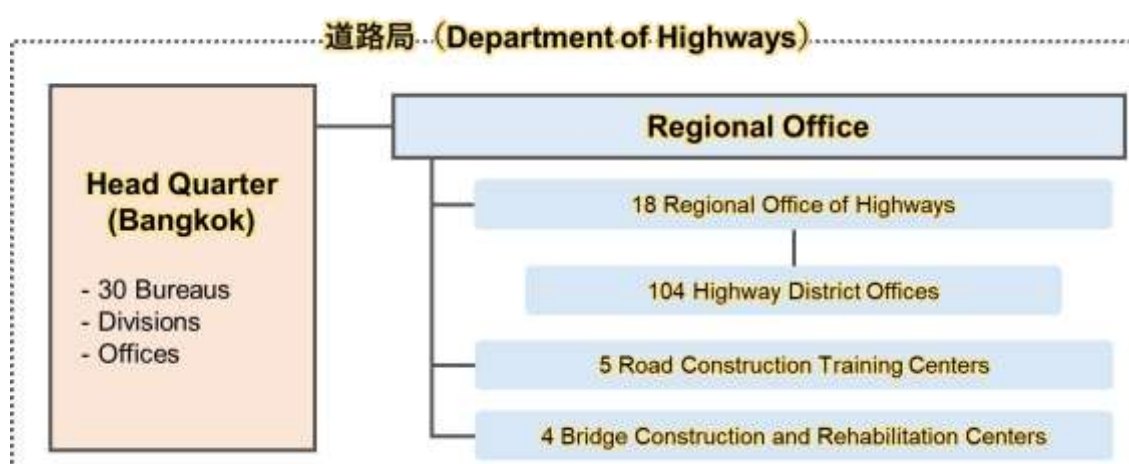 道路局（Department of Highways）
Head Quarter
(Bangkok)
- 30 Bureaus
- Divisions
- Offices
Regional Office
18 Regional Office of Highways
104 Highway District Offices
5 Road Construction Training Centers
4 Bridge Construction and Rehabilitation Centers